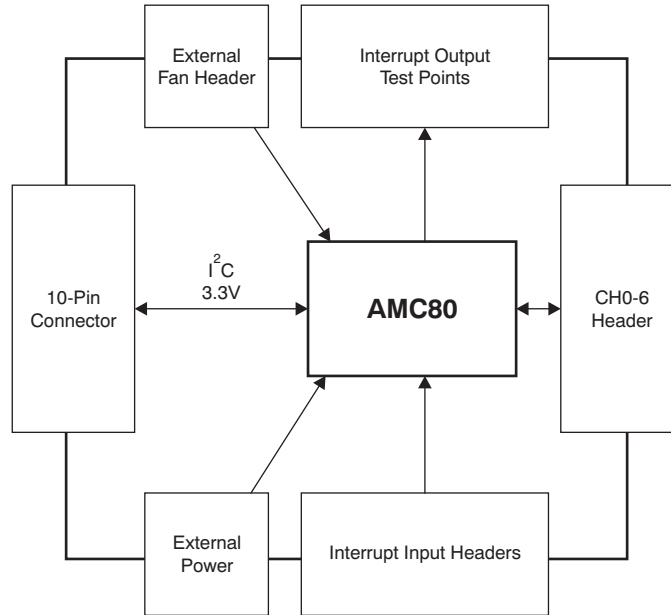 External
Fan Header
Interrupt Output
Test Points
10-Pin
Connector
I²C
3.3V
AMC80
CH0-6
Header
External
Power
Interrupt Input Headers